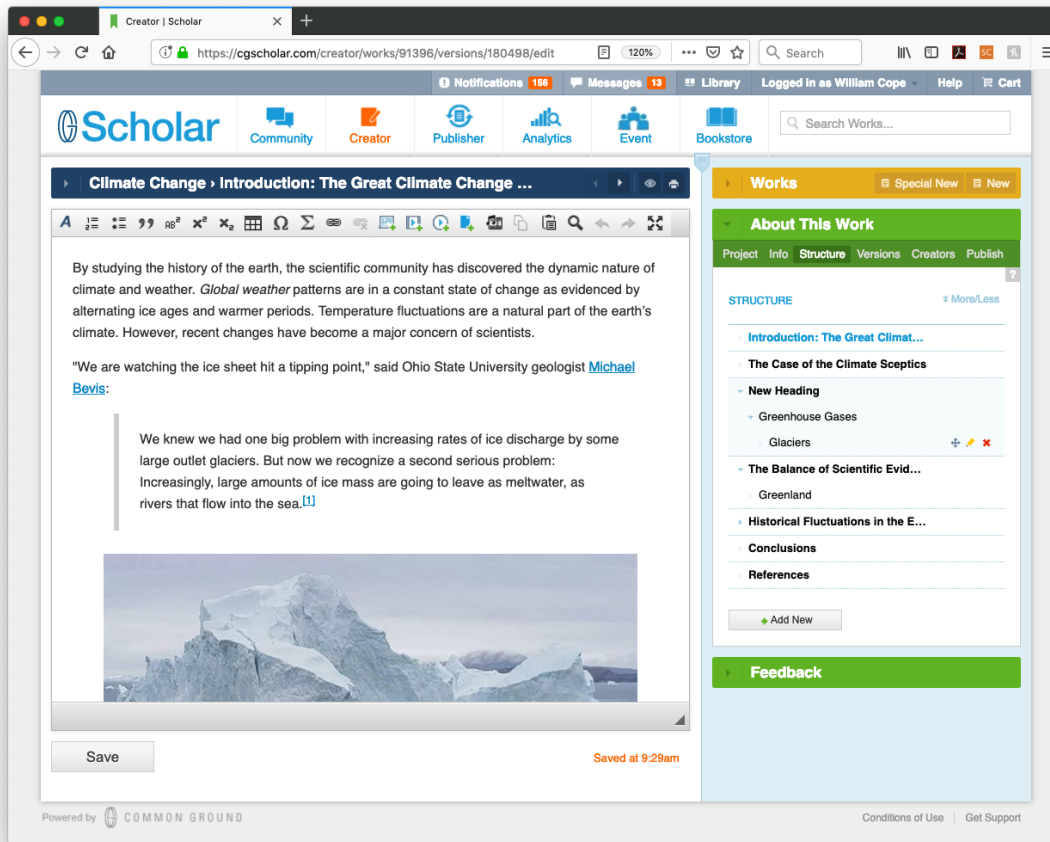 Creator | Scholar
https://cgscholar.com/creator/works/91396/versions/180498/edit
120%
Search
Notifications 156
Messages 13
Library
Logged in as William Cope
Help
Cart
Scholar
Community
Creator
Publisher
Analytics
Event
Bookstore
Search Works...
Climate Change › Introduction: The Great Climate Change ...
By studying the history of the earth, the scientific community has discovered the dynamic nature of
climate and weather. Global weather patterns are in a constant state of change as evidenced by
alternating ice ages and warmer periods. Temperature fluctuations are a natural part of the earth's
climate. However, recent changes have become a major concern of scientists.
"We are watching the ice sheet hit a tipping point," said Ohio State University geologist Michael
Bevis:
We knew we had one big problem with increasing rates of ice discharge by some
large outlet glaciers. But now we recognize a second serious problem:
Increasingly, large amounts of ice mass are going to leave as meltwater, as
rivers that flow into the sea.[1]
Save
Saved at 9:29am
Works
Special New
New
About This Work
Project Info Structure Versions Creators Publish
?
STRUCTURE
More/Less
Introduction: The Great Climat...
The Case of the Climate Sceptics
New Heading
Greenhouse Gases
Glaciers
The Balance of Scientific Evid...
Greenland
Historical Fluctuations in the E...
Conclusions
References
Add New
Feedback
Powered by COMMON GROUND
Conditions of Use
Get Support